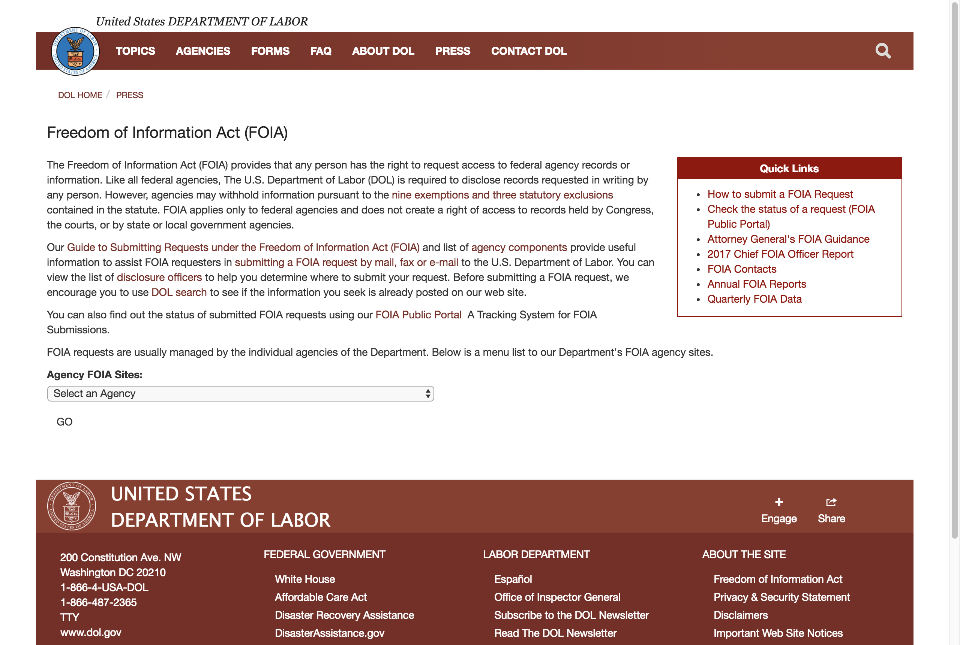 United States DEPARTMENT OF LABOR
TOPICS AGENCIES FORMS FAQ ABOUT DOL PRESS CONTACT DOL
DOL HOME / PRESS
Freedom of Information Act (FOIA)
The Freedom of Information Act (FOIA) provides that any person has the right to request access to federal agency records or
information. Like all federal agencies, The U.S. Department of Labor (DOL) is required to disclose records requested in writing by
any person. However, agencies may withhold information pursuant to the nine exemptions and three statutory exclusions
contained in the statute. FOIA applies only to federal agencies and does not create a right of access to records held by Congress,
the courts, or by state or local government agencies.
Our Guide to Submitting Requests under the Freedom of Information Act (FOIA) and list of agency components provide useful
information to assist FOIA requesters in submitting a FOIA request by mail, fax or e-mail to the U.S. Department of Labor. You can
view the list of disclosure officers to help you determine where to submit your request. Before submitting a FOIA request, we
encourage you to use DOL search to see if the information you seek is already posted on our web site.
You can also find out the status of submitted FOIA requests using our FOIA Public Portal A Tracking System for FOIA
Submissions.
FOIA requests are usually managed by the individual agencies of the Department. Below is a menu list to our Department's FOIA agency sites.
Agency FOIA Sites:
Select an Agency
GO
Quick Links
• How to submit a FOIA Request
• Check the status of a request (FOIA
Public Portal)
• Attorney General's FOIA Guidance
• 2017 Chief FOIA Officer Report
• FOIA Contacts
• Annual FOIA Reports
• Quarterly FOIA Data
UNITED STATES
DEPARTMENT OF LABOR
Engage Share
200 Constitution Ave. NW
Washington DC 20210
1-866-4-USA-DOL
1-866-487-2365
TTY
www.dol.gov
FEDERAL GOVERNMENT
White House
Affordable Care Act
Disaster Recovery Assistance
DisasterAssistance.gov
LABOR DEPARTMENT
Español
Office of Inspector General
Subscribe to the DOL Newsletter
Read The DOL Newsletter
ABOUT THE SITE
Freedom of Information Act
Privacy & Security Statement
Disclaimers
Important Web Site Notices